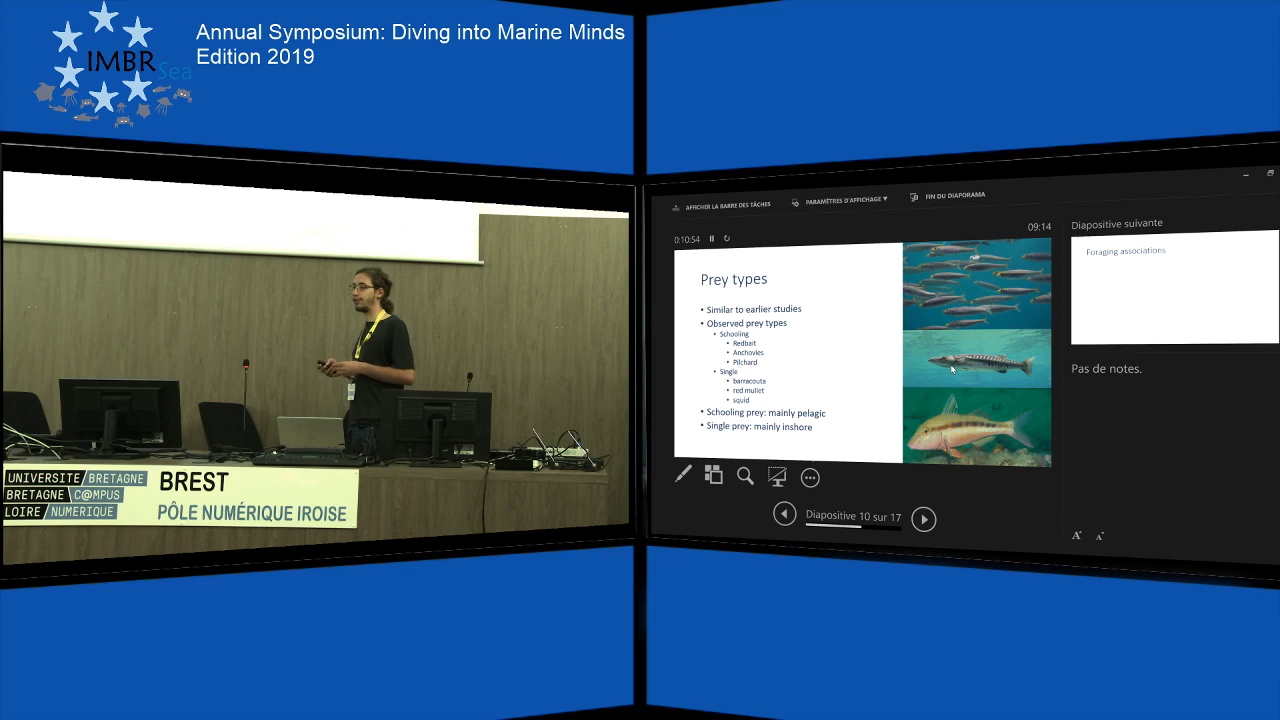 IMBRSea
Annual Symposium: Diving into Marine Minds
Edition 2019
UNIVERSITE/BRETAGNE
BRETAGNE/C@MPUS
LOIRE/NUMERIQUE
BREST
PÔLE NUMÉRIQUE IROISE
AFFICHER LA BARRE DES TÂCHES
PARAMÈTRES D'AFFICHAGE
FIN DU DIAPORAMA
0:10:54
09:14
Prey types
• Similar to earlier studies
• Observed prey types
• Schooling
• Redbait
• Anchovies
• Pilchard
• Single
• barracouta
• red mullet
• squid
• Schooling prey: mainly pelagic
• Single prey: mainly inshore
Diapositive 10 sur 17
Diapositive suivante
Foraging associations
Pas de notes.
A A